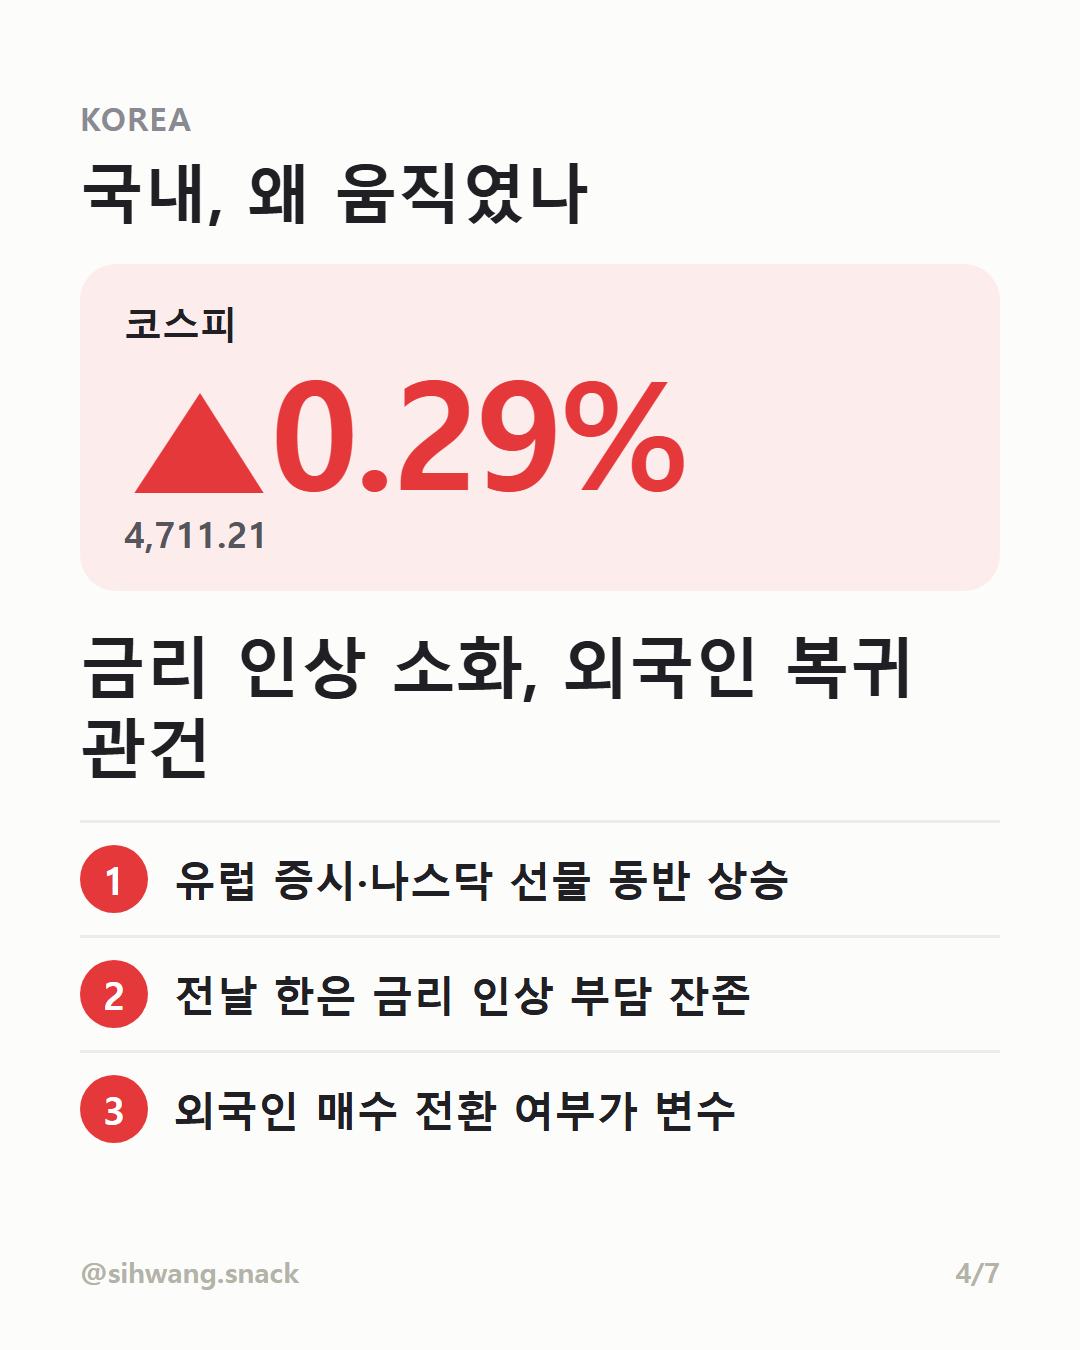 KOREA
국내, 왜 움직였나
코스피
▲0.29%
4,711.21
금리 인상 소화, 외국인 복귀
관건
1 유럽 증시·나스닥 선물 동반 상승
2 전날 한은 금리 인상 부담 잔존
3 외국인 매수 전환 여부가 변수
@sihwang.snack 4/7